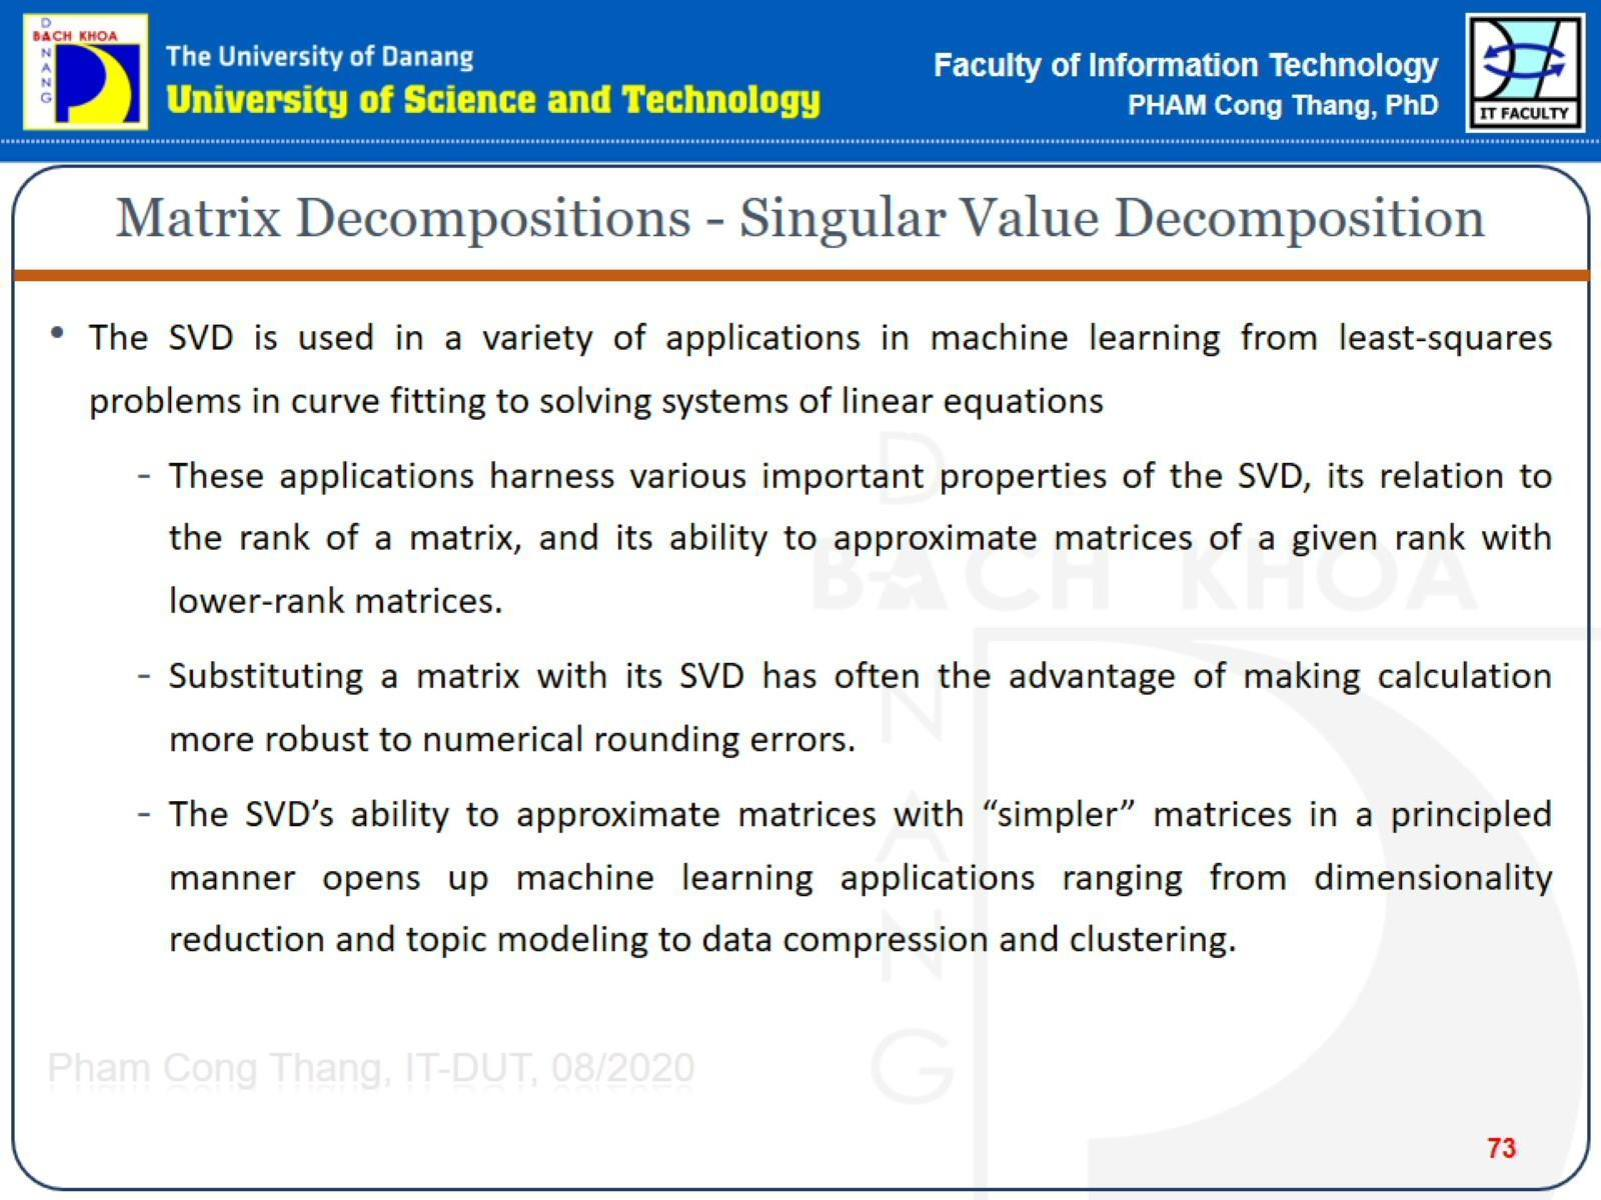 DANANG
BACH KHOA
The University of Danang
University of Science and Technology
Faculty of Information Technology
PHAM Cong Thang, PhD
IT FACULTY
Matrix Decompositions - Singular Value Decomposition
• The SVD is used in a variety of applications in machine learning from least-squares
problems in curve fitting to solving systems of linear equations
- These applications harness various important properties of the SVD, its relation to
the rank of a matrix, and its ability to approximate matrices of a given rank with
lower-rank matrices.
- Substituting a matrix with its SVD has often the advantage of making calculation
more robust to numerical rounding errors.
- The SVD’s ability to approximate matrices with “simpler” matrices in a principled
manner opens up machine learning applications ranging from dimensionality
reduction and topic modeling to data compression and clustering.
DANANG
BACH KHOA
Pham Cong Thang, IT-DUT, 08/2020
73